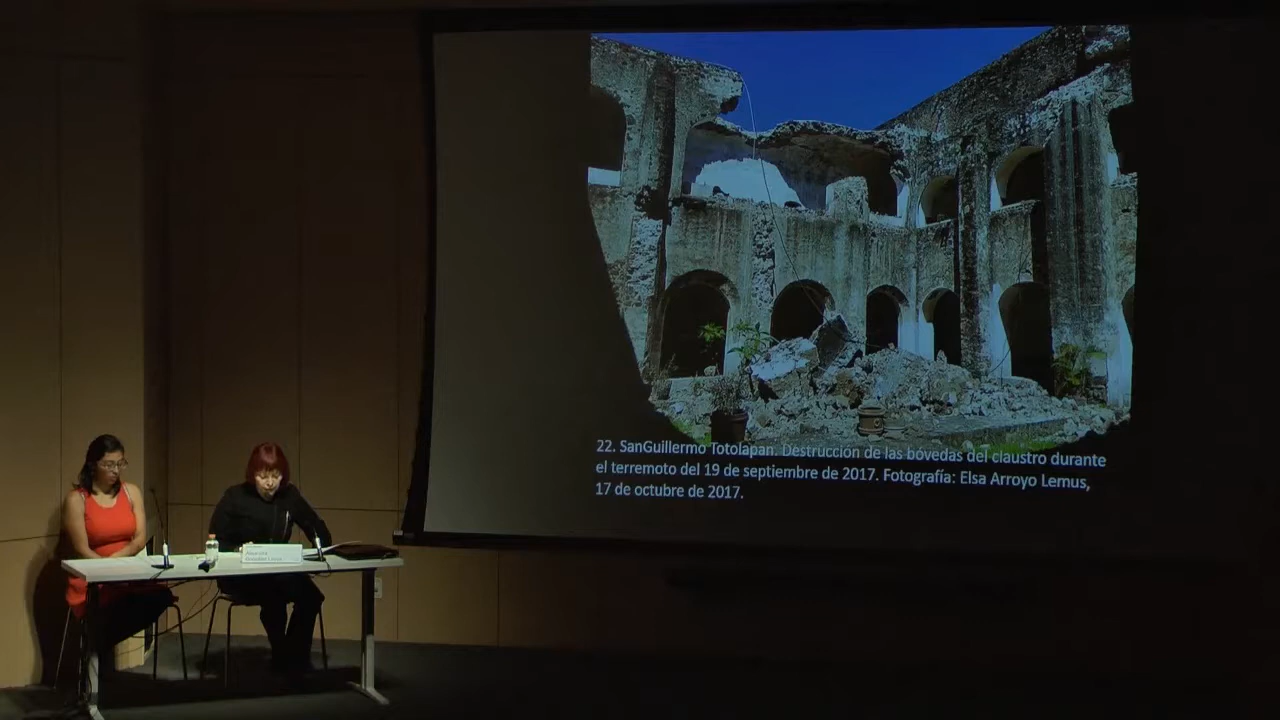 22. SanGuillermo Totolapan. Destrucción de las bóvedas del claustro durante
el terremoto del 19 de septiembre de 2017. Fotografía: Elsa Arroyo Lemus,
17 de octubre de 2017.